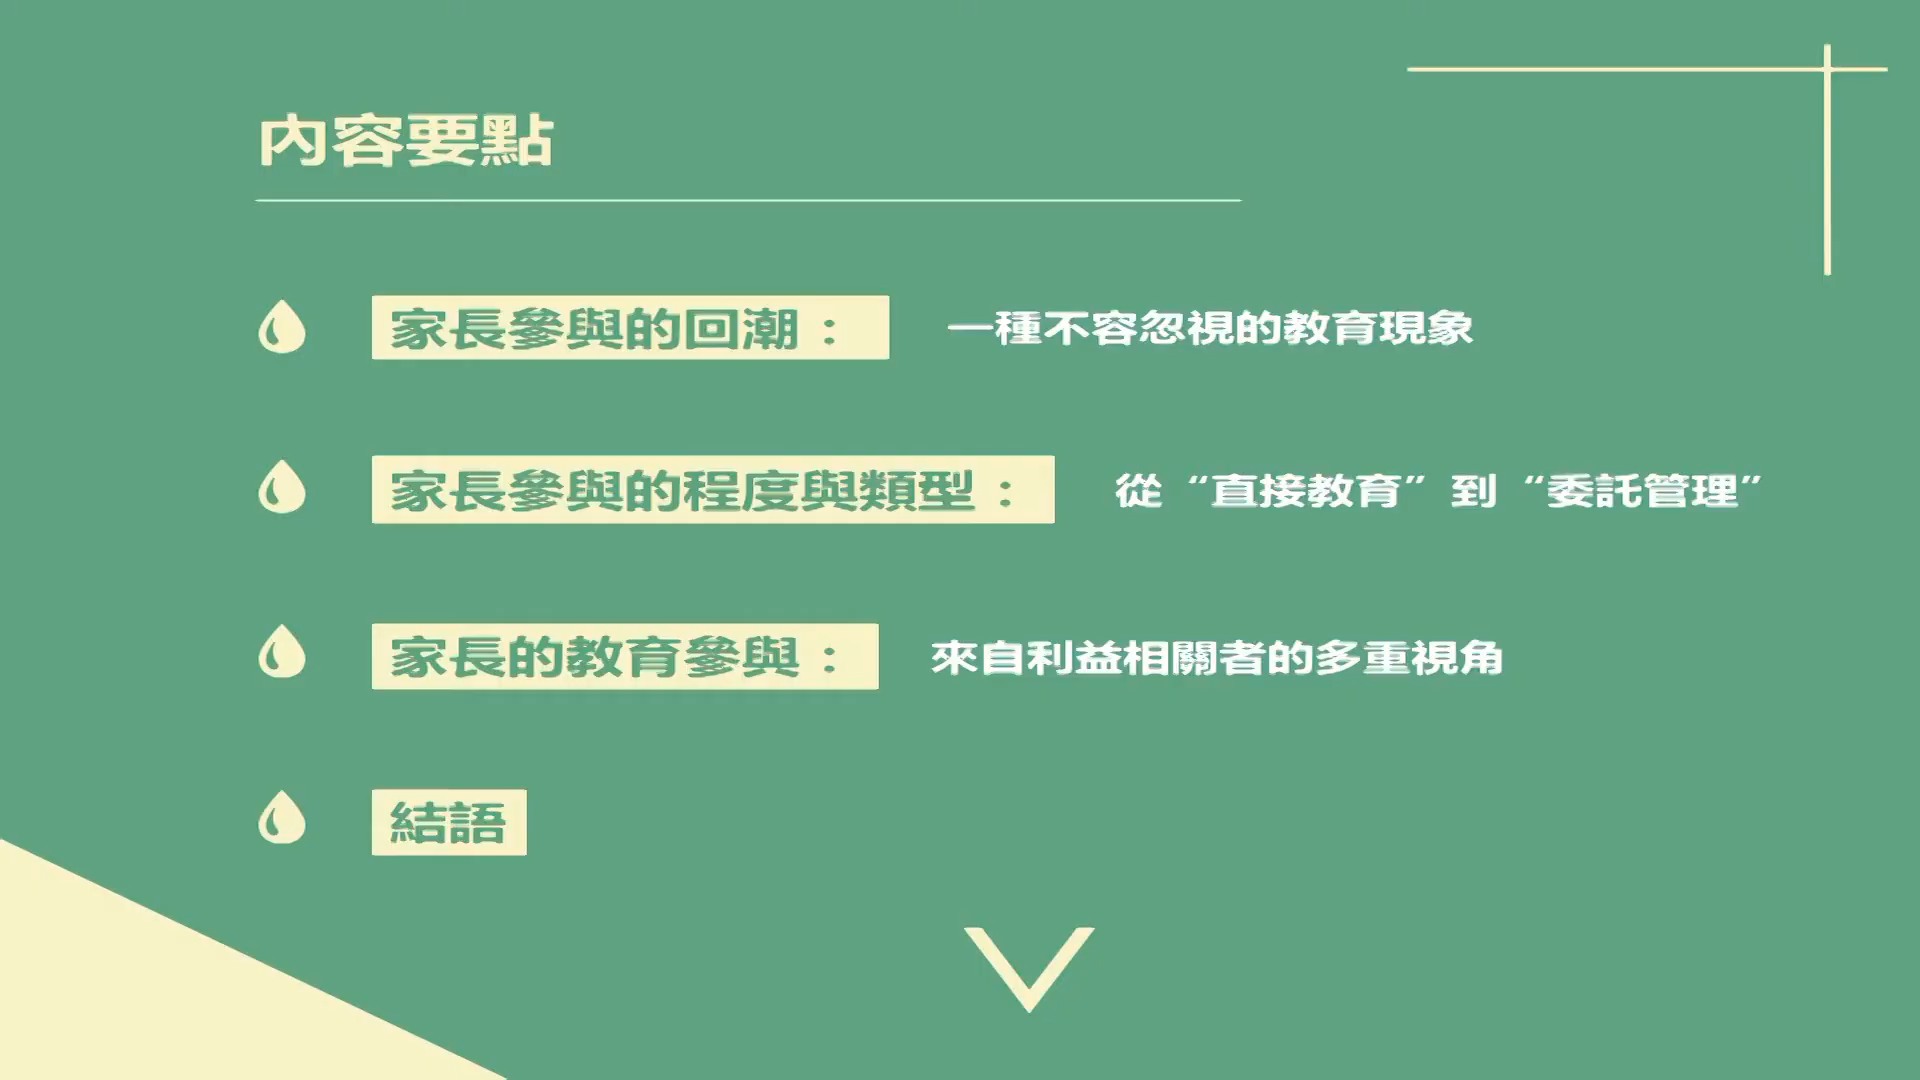 內容要點
家長參與的回潮： 一種不容忽視的教育現象
家長參與的程度與類型： 從“直接教育”到“委託管理”
家長的教育參與： 來自利益相關者的多重視角
結語